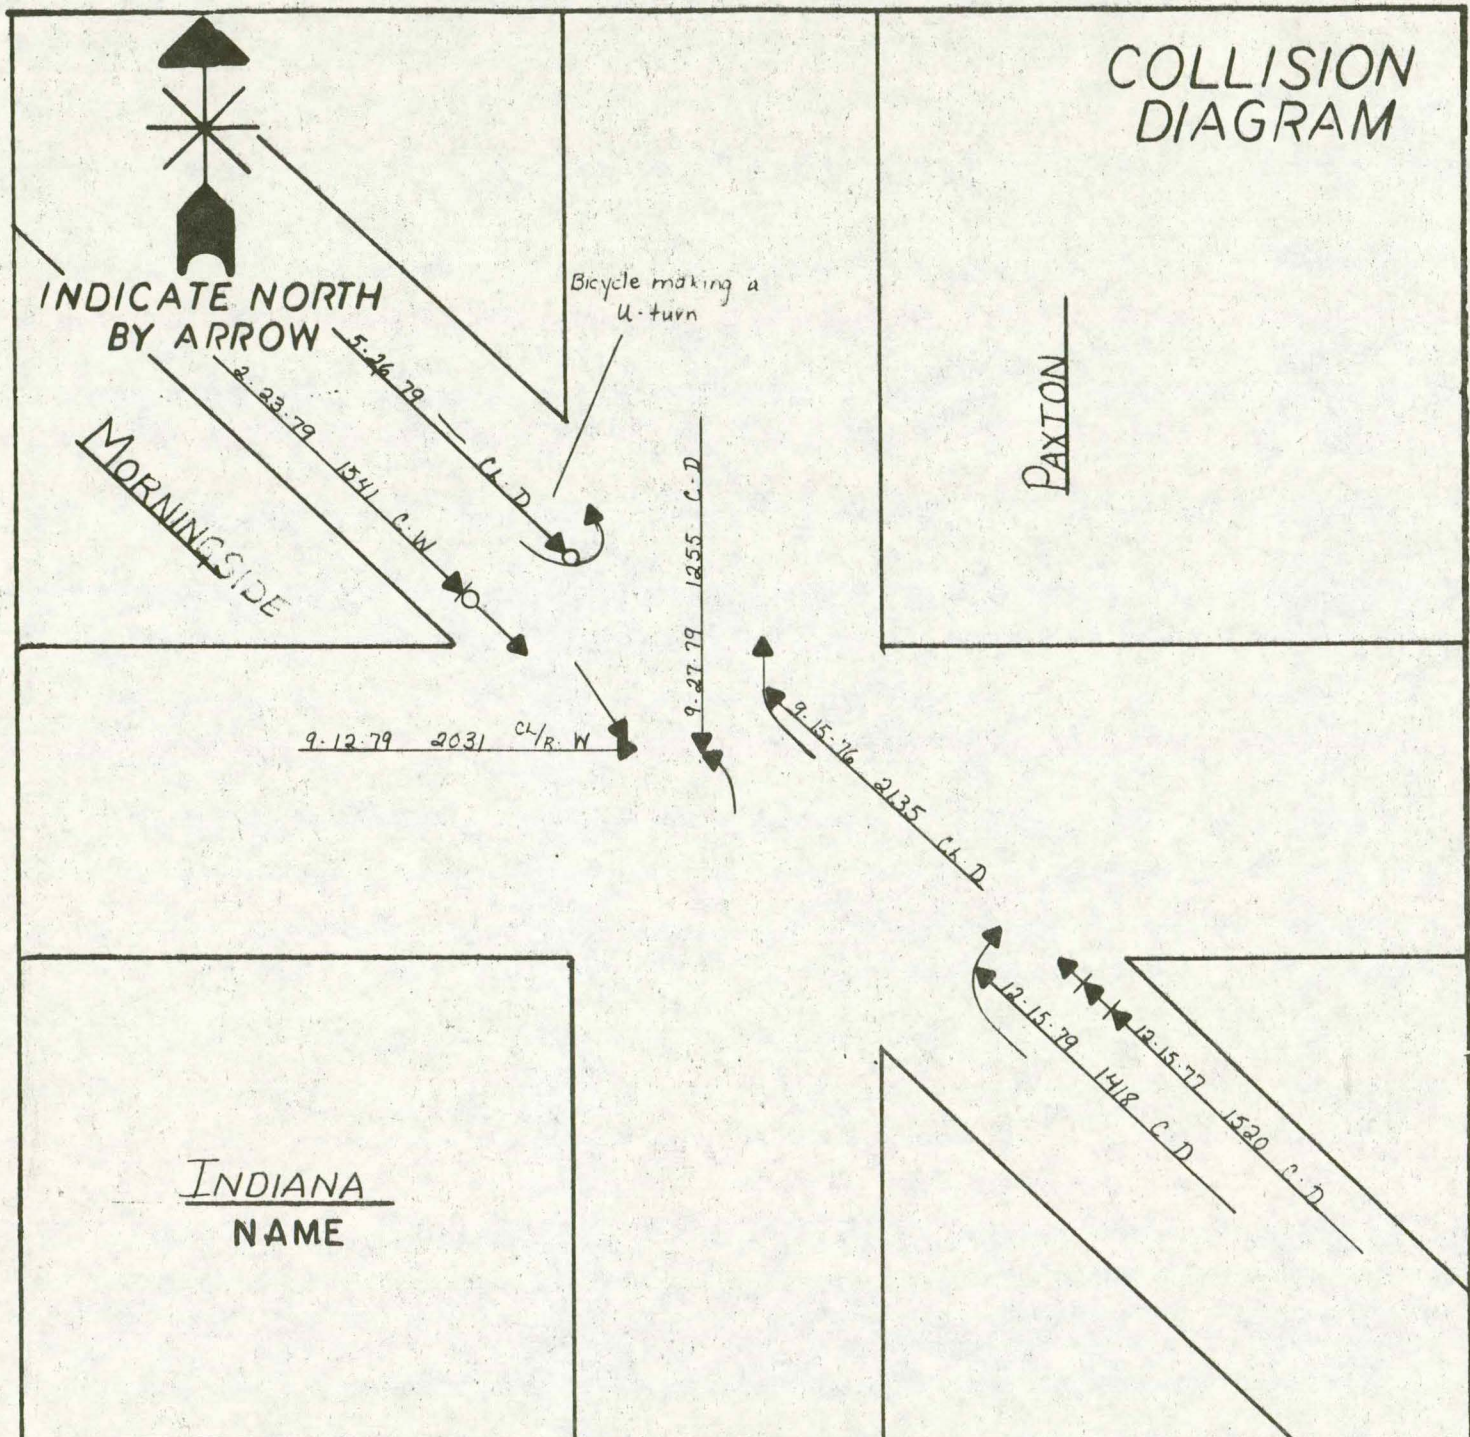 COLLISION
DIAGRAM
INDICATE NORTH
BY ARROW
Bicycle making a
U-turn
5-26-79 — CL-D
2-23-79 1541 C-W
MORNINGSIDE
PAXTON
9-27-79 1255 C-D
9-12-79 2031 CL/R-W
9-15-76 2135 CL-D
12-15-79 1418 C-D
12-15-77 1520 C-D
INDIANA
NAME